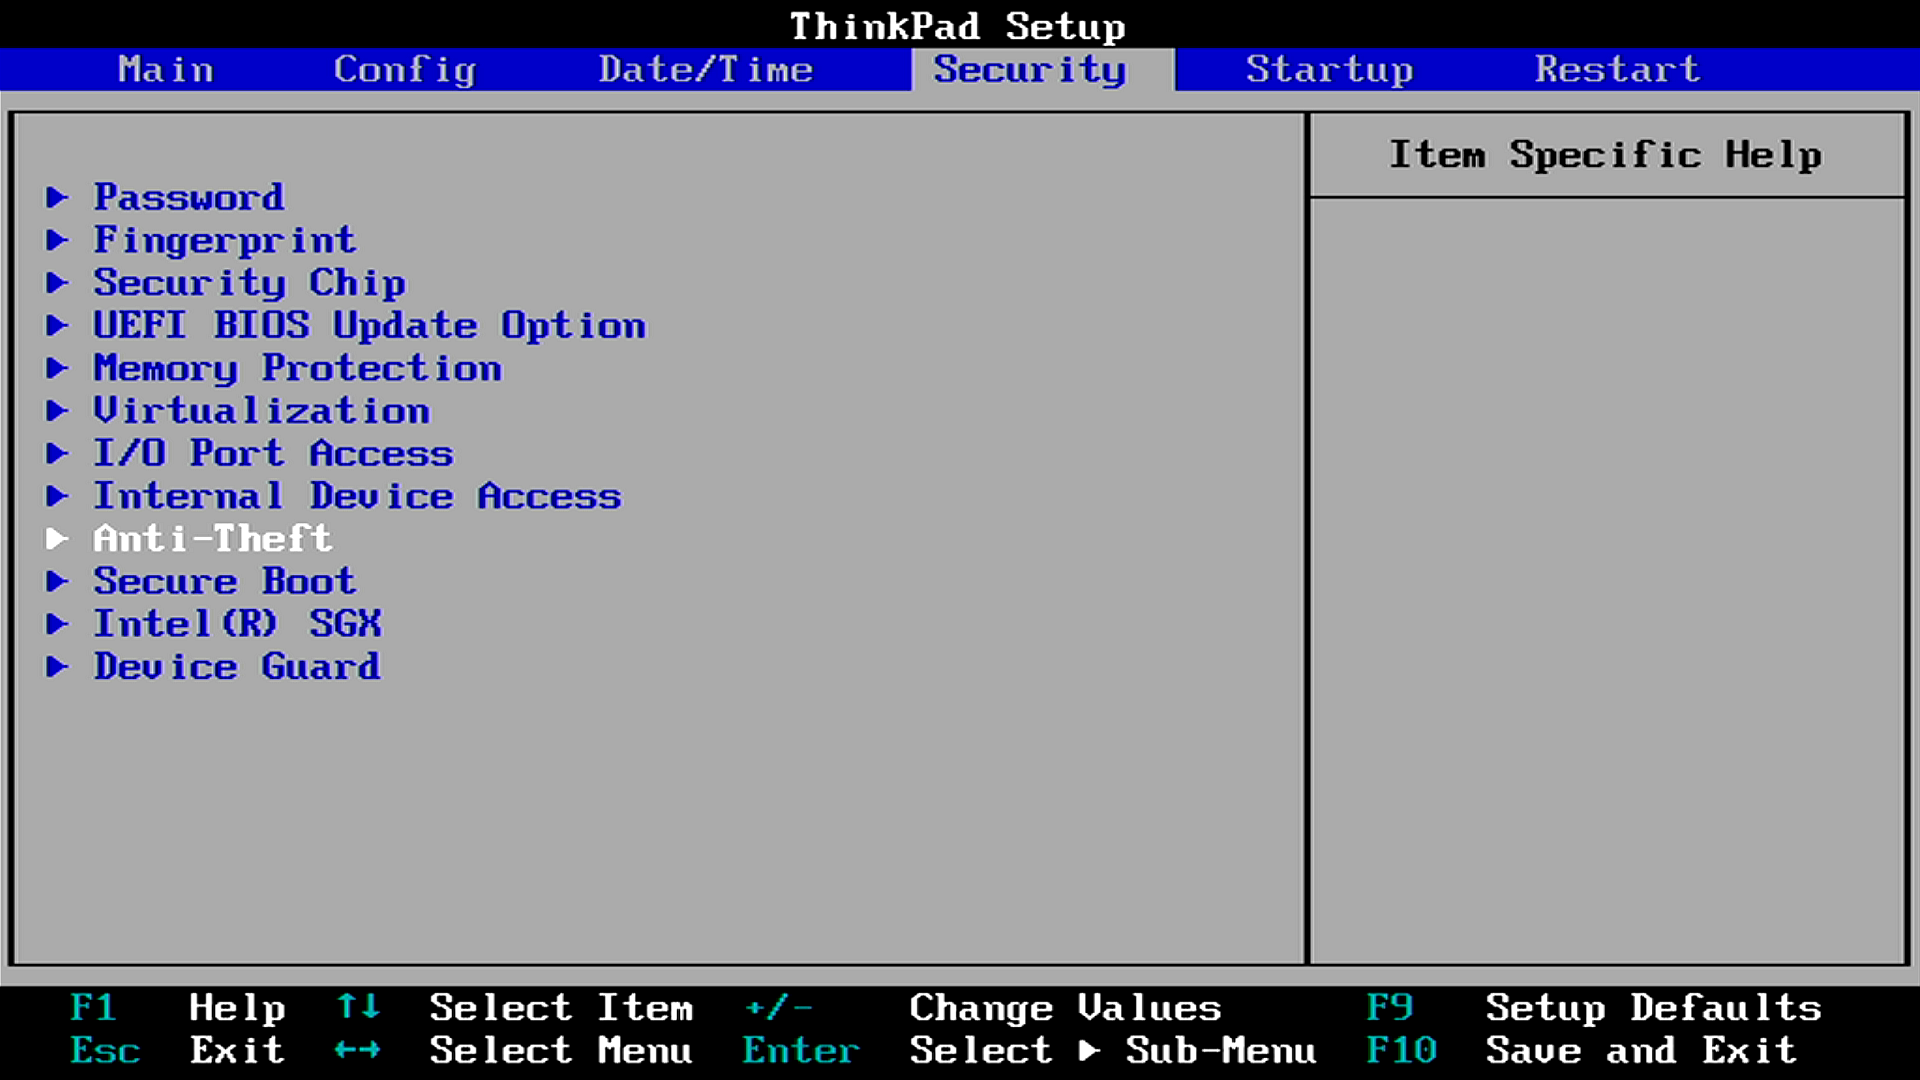 ThinkPad Setup
Main Config Date/Time Security Startup Restart
Item Specific Help
Password
Fingerprint
Security Chip
UEFI BIOS Update Option
Memory Protection
Virtualization
I/O Port Access
Internal Device Access
Anti-Theft
Secure Boot
Intel(R) SGX
Device Guard
F1 Help ↑↓ Select Item +/- Change Values F9 Setup Defaults
Esc Exit ←→ Select Menu Enter Select ▶ Sub-Menu F10 Save and Exit